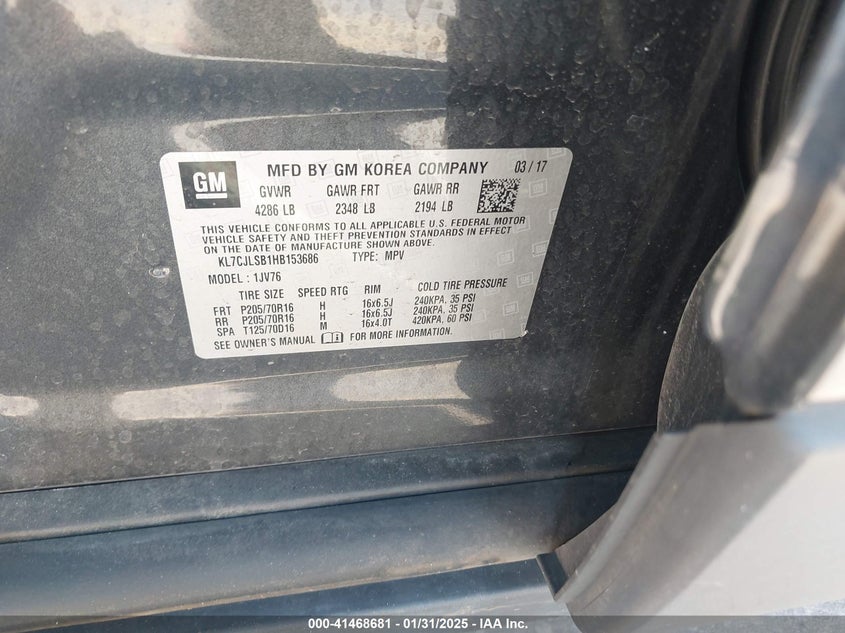 GM
MFD BY GM KOREA COMPANY 03 / 17
GVWR GAWR FRT GAWR RR
4286 LB 2348 LB 2194 LB
THIS VEHICLE CONFORMS TO ALL APPLICABLE U.S. FEDERAL MOTOR
VEHICLE SAFETY AND THEFT PREVENTION STANDARDS IN EFFECT
ON THE DATE OF MANUFACTURE SHOWN ABOVE.
KL7CJLSB1HB153686 TYPE: MPV
MODEL : 1JV76
TIRE SIZE SPEED RTG RIM COLD TIRE PRESSURE
FRT P205/70R16 H 16x6.5J 240KPA, 35 PSI
RR P205/70R16 H 16x6.5J 240KPA, 35 PSI
SPA T125/70D16 M 16x4.0T 420KPA, 60 PSI
SEE OWNER'S MANUAL FOR MORE INFORMATION.
000-41468681 - 01/31/2025 - IAA Inc.